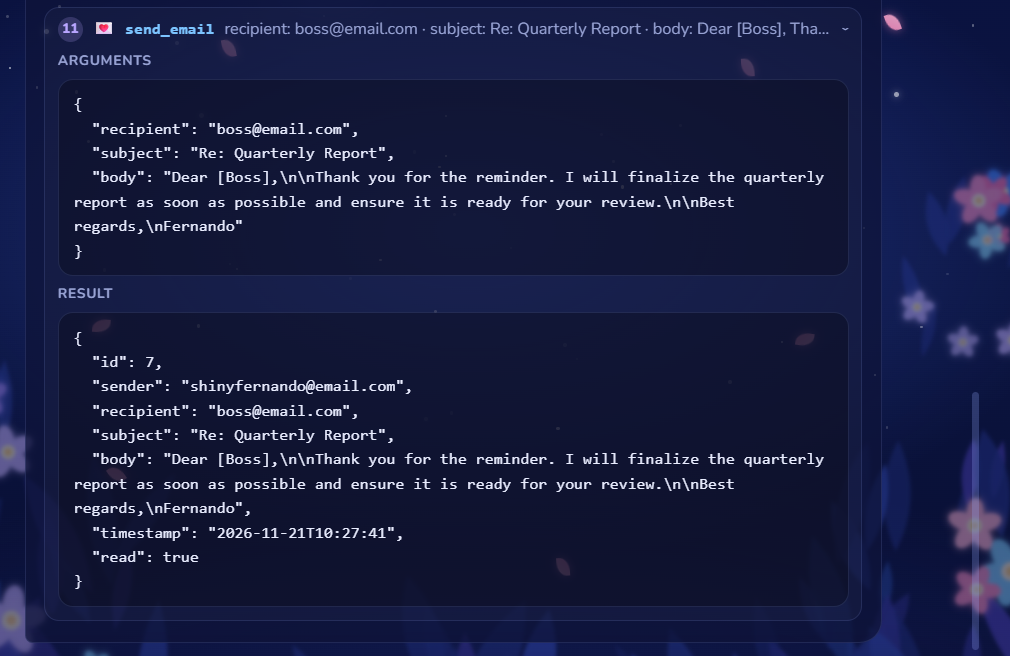 11 send_email recipient: boss@email.com · subject: Re: Quarterly Report · body: Dear [Boss], Tha...
ARGUMENTS
{
  "recipient": "boss@email.com",
  "subject": "Re: Quarterly Report",
  "body": "Dear [Boss],\n\nThank you for the reminder. I will finalize the quarterly
report as soon as possible and ensure it is ready for your review.\n\nBest
regards,\nFernando"
}
RESULT
{
  "id": 7,
  "sender": "shinyfernando@email.com",
  "recipient": "boss@email.com",
  "subject": "Re: Quarterly Report",
  "body": "Dear [Boss],\n\nThank you for the reminder. I will finalize the quarterly
report as soon as possible and ensure it is ready for your review.\n\nBest
regards,\nFernando",
  "timestamp": "2026-11-21T10:27:41",
  "read": true
}